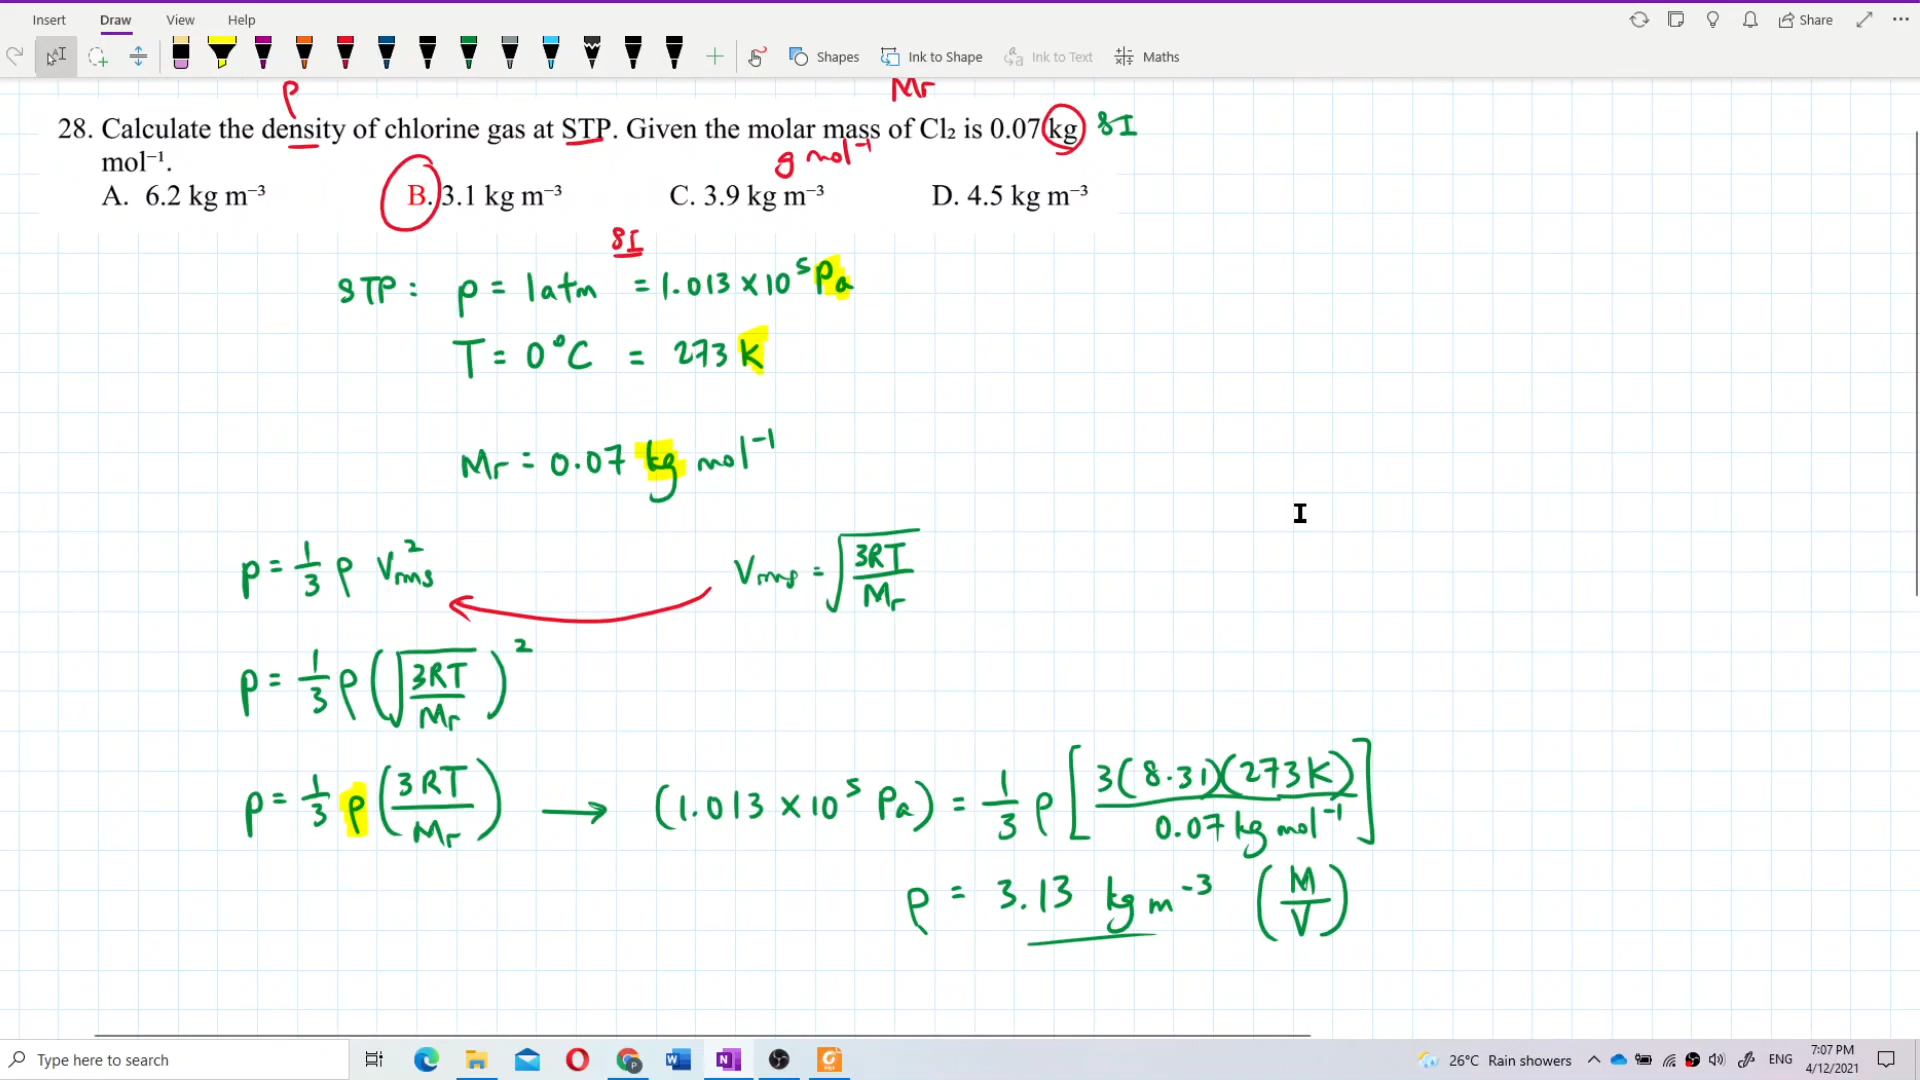 Insert Draw View Help Share
Shapes Ink to Shape Ink to Text Maths
ρ Mr
28. Calculate the density of chlorine gas at STP. Given the molar mass of Cl₂ is 0.07 kg SI
mol⁻¹.
g mol⁻¹
A. 6.2 kg m⁻³ B. 3.1 kg m⁻³ C. 3.9 kg m⁻³ D. 4.5 kg m⁻³
SI
STP : p = 1atm = 1.013 × 10⁵ Pa
T = 0°C = 273 K
Mr = 0.07 kg mol⁻¹
p = 1/3 ρ Vrms² Vrms = √(3RT/Mr)
p = 1/3 ρ (√(3RT/Mr))²
p = 1/3 ρ (3RT/Mr) → (1.013 × 10⁵ Pa) = 1/3 ρ [3(8.31)(273K)/0.07 kg mol⁻¹]
ρ = 3.13 kg m⁻³ (M/V)
Type here to search 26°C Rain showers ENG 7:07 PM
4/12/2021